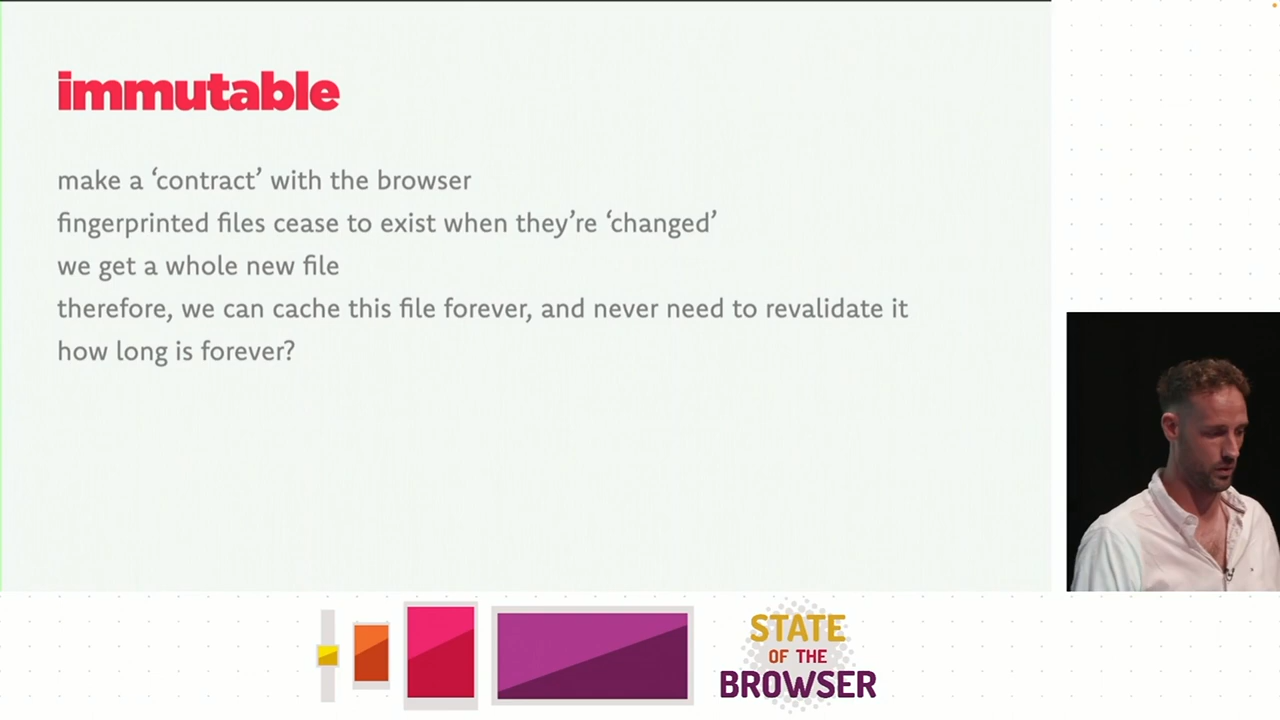 immutable
make a ‘contract’ with the browser
fingerprinted files cease to exist when they’re ‘changed’
we get a whole new file
therefore, we can cache this file forever, and never need to revalidate it
how long is forever?
STATE
OF THE
BROWSER